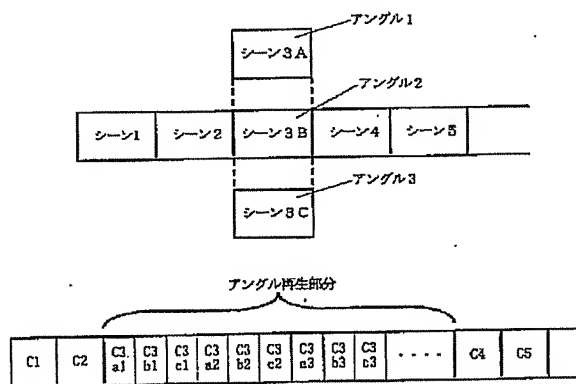 アングル1
シーン3A
アングル2
シーン1 シーン2 シーン3B シーン4 シーン5
アングル3
シーン3C
アングル再生部分
C1 C2 C3 a1 C3 b1 C3 c1 C3 a2 C3 b2 C3 c2 C3 a3 C3 b3 C3 c3 ・・・・ C4 C5